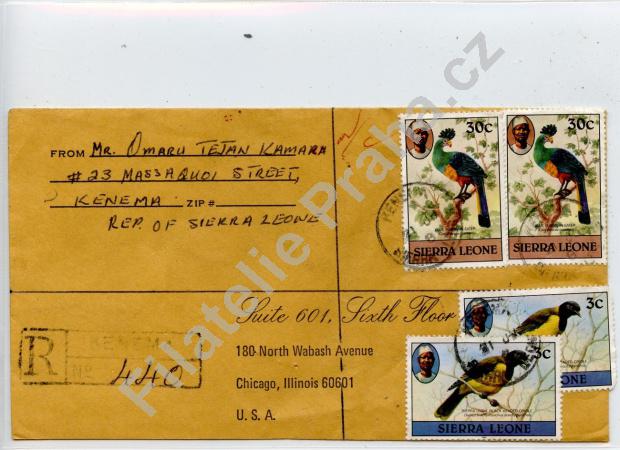 FROM Mr. OMARU TEJAN KAMARA
# 23 MASSAQUOI STREET,
KENEMA ZIP #
REP. OF SIERRA LEONE
30c
30c
SIERRA LEONE
SIERRA LEONE
R
KENEMA
No 440
Suite 601, Sixth Floor
180 North Wabash Avenue
Chicago, Illinois 60601
U. S. A.
3c
LEONE
3c
SIERRA LEONE
Filatelie Praha.cz